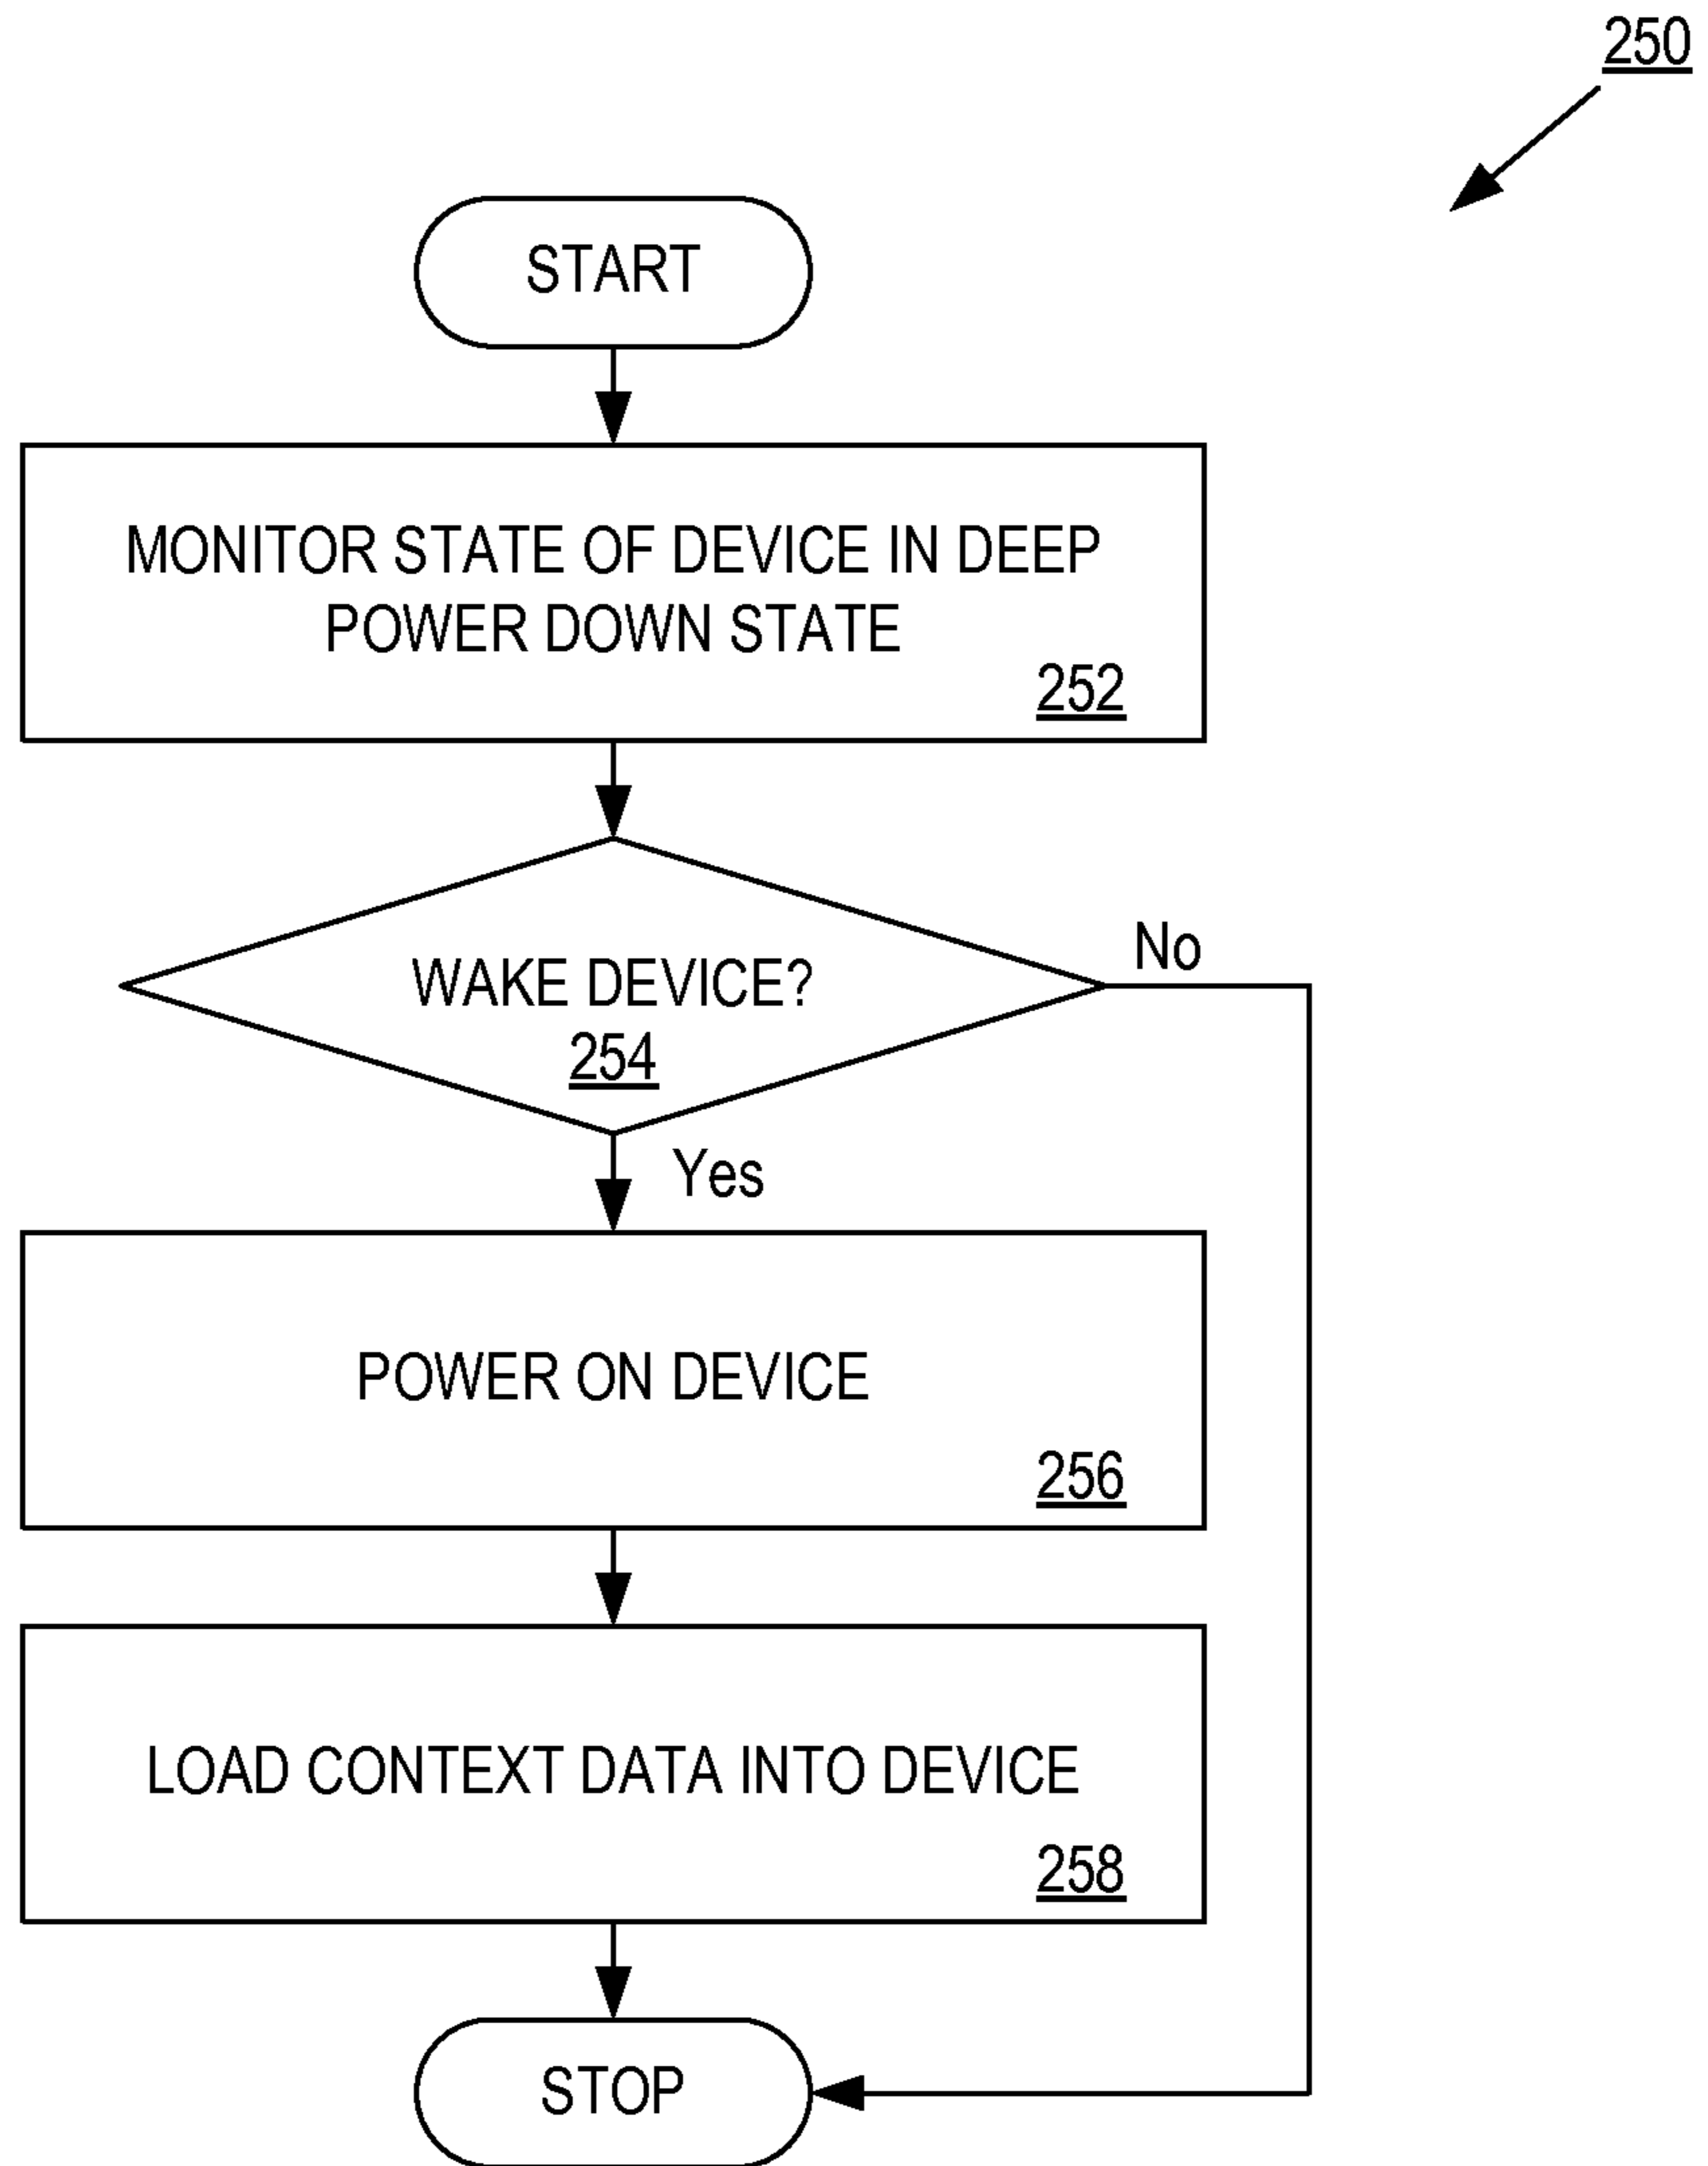 250
START
MONITOR STATE OF DEVICE IN DEEP
POWER DOWN STATE
252
WAKE DEVICE?
254
No
Yes
POWER ON DEVICE
256
LOAD CONTEXT DATA INTO DEVICE
258
STOP